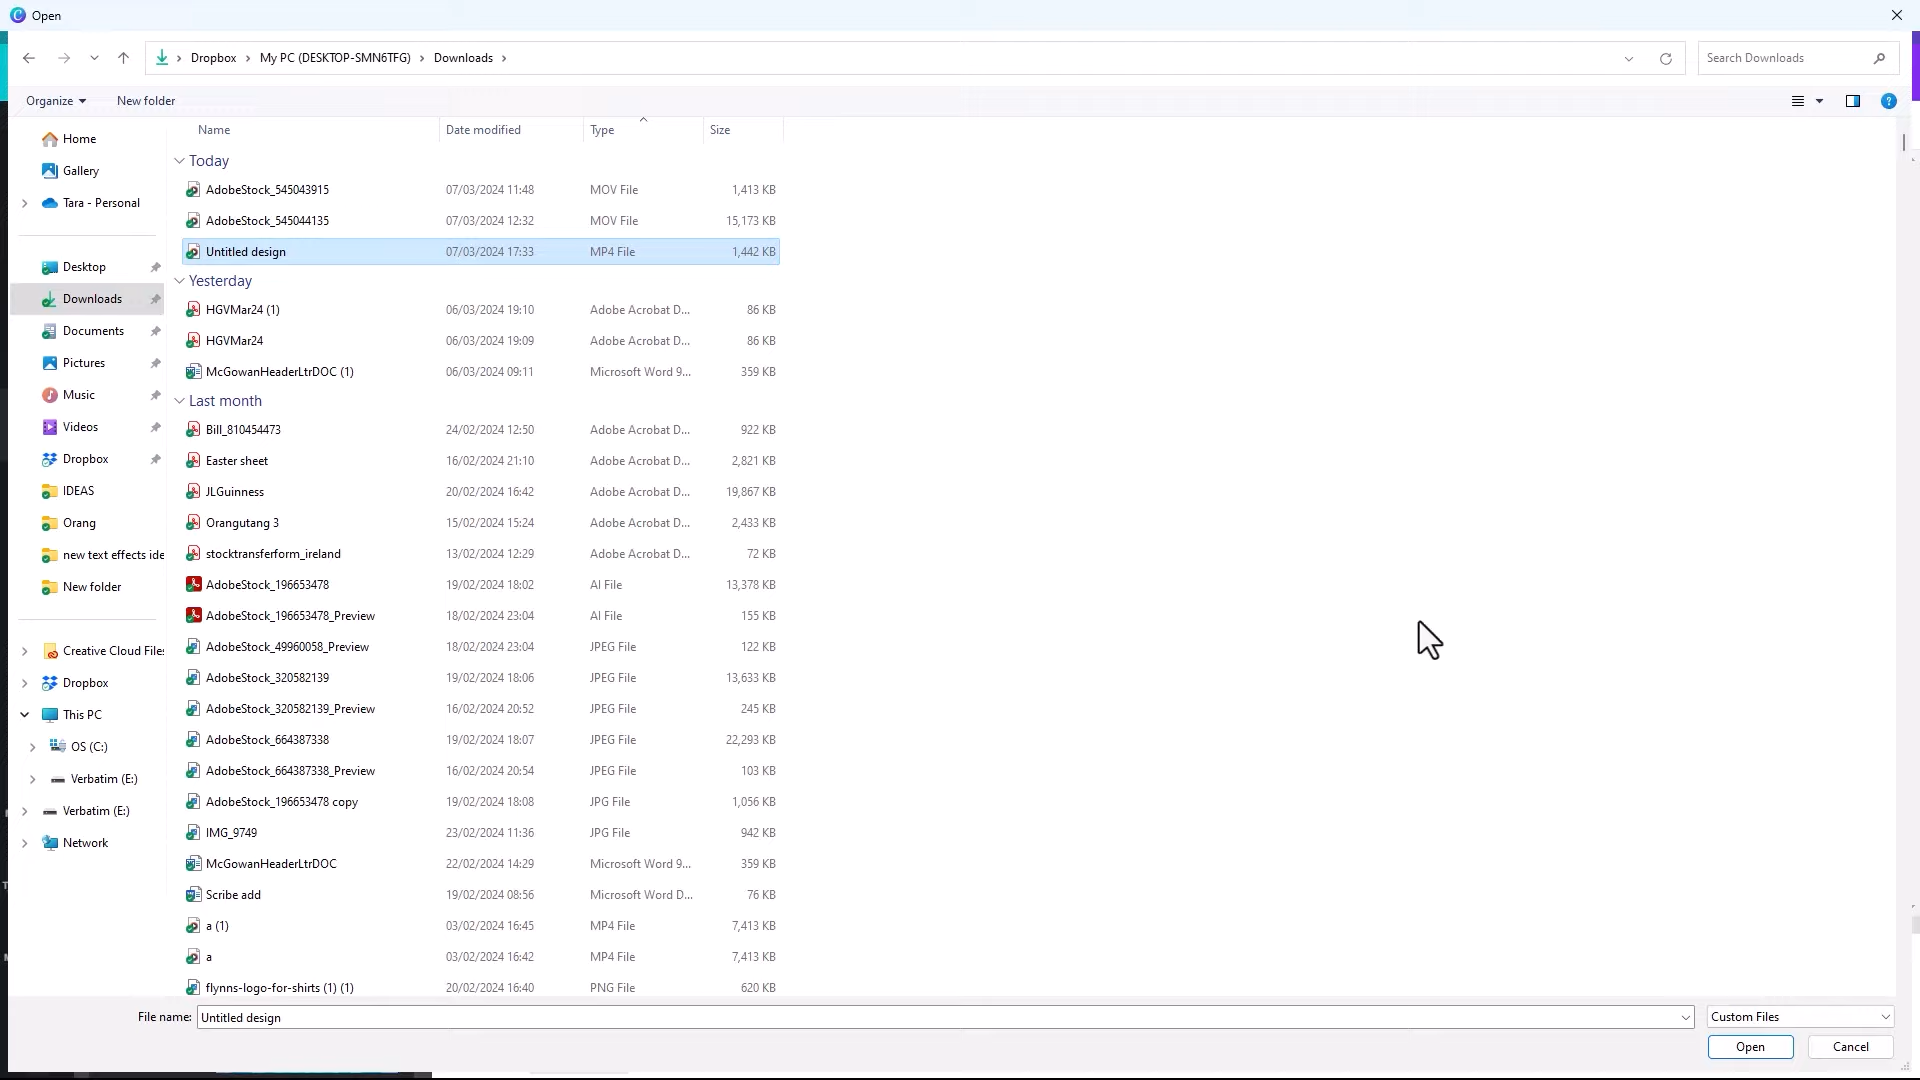 Open
Dropbox > My PC (DESKTOP-SMN6TFG) > Downloads >
Search Downloads
Organize
New folder
Name Date modified Type Size
Home
Gallery
Tara - Personal
Desktop
Downloads
Documents
Pictures
Music
Videos
Dropbox
IDEAS
Orang
new text effects ide
New folder
Creative Cloud Files
Dropbox
This PC
OS (C:)
Verbatim (E:)
Verbatim (E:)
Network
Today
AdobeStock_545043915 07/03/2024 11:48 MOV File 1,413 KB
AdobeStock_545044135 07/03/2024 12:32 MOV File 15,173 KB
Untitled design 07/03/2024 17:33 MP4 File 1,442 KB
Yesterday
HGVMar24 (1) 06/03/2024 19:10 Adobe Acrobat D... 86 KB
HGVMar24 06/03/2024 19:09 Adobe Acrobat D... 86 KB
McGowanHeaderLtrDOC (1) 06/03/2024 09:11 Microsoft Word 9... 359 KB
Last month
Bill_810454473 24/02/2024 12:50 Adobe Acrobat D... 922 KB
Easter sheet 16/02/2024 21:10 Adobe Acrobat D... 2,821 KB
JLGuinness 20/02/2024 16:42 Adobe Acrobat D... 19,867 KB
Orangutang 3 15/02/2024 15:24 Adobe Acrobat D... 2,433 KB
stocktransferform_ireland 13/02/2024 12:29 Adobe Acrobat D... 72 KB
AdobeStock_196653478 19/02/2024 18:02 AI File 13,378 KB
AdobeStock_196653478_Preview 18/02/2024 23:04 AI File 155 KB
AdobeStock_49960058_Preview 18/02/2024 23:04 JPEG File 122 KB
AdobeStock_320582139 19/02/2024 18:06 JPEG File 13,633 KB
AdobeStock_320582139_Preview 16/02/2024 20:52 JPEG File 245 KB
AdobeStock_664387338 19/02/2024 18:07 JPEG File 22,293 KB
AdobeStock_664387338_Preview 16/02/2024 20:54 JPEG File 103 KB
AdobeStock_196653478 copy 19/02/2024 18:08 JPG File 1,056 KB
IMG_9749 23/02/2024 11:36 JPG File 942 KB
McGowanHeaderLtrDOC 22/02/2024 14:29 Microsoft Word 9... 359 KB
Scribe add 19/02/2024 08:56 Microsoft Word D... 76 KB
a (1) 03/02/2024 16:45 MP4 File 7,413 KB
a 03/02/2024 16:42 MP4 File 7,413 KB
flynns-logo-for-shirts (1) (1) 20/02/2024 16:40 PNG File 620 KB
File name: Untitled design
Custom Files
Open
Cancel